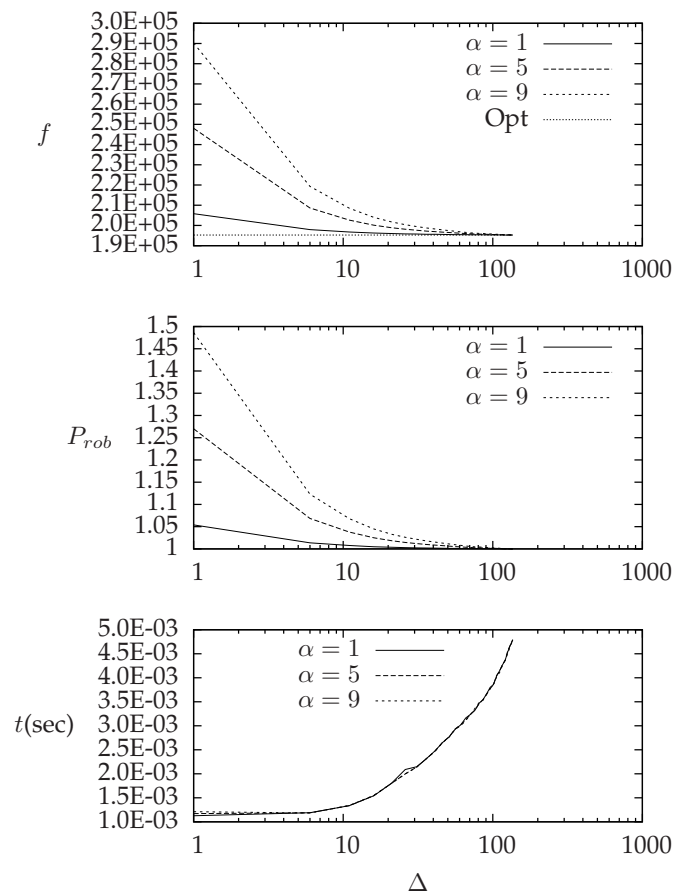 3.0E+05
2.9E+05
2.8E+05
2.7E+05
2.6E+05
2.5E+05
2.4E+05
2.3E+05
2.2E+05
2.1E+05
2.0E+05
1.9E+05
f
α = 1
α = 5
α = 9
Opt
1 10 100 1000
1.5
1.45
1.4
1.35
1.3
1.25
1.2
1.15
1.1
1.05
1
P_{rob}
α = 1
α = 5
α = 9
1 10 100 1000
5.0E-03
4.5E-03
4.0E-03
3.5E-03
3.0E-03
2.5E-03
2.0E-03
1.5E-03
1.0E-03
t(sec)
α = 1
α = 5
α = 9
1 10 100 1000
Δ